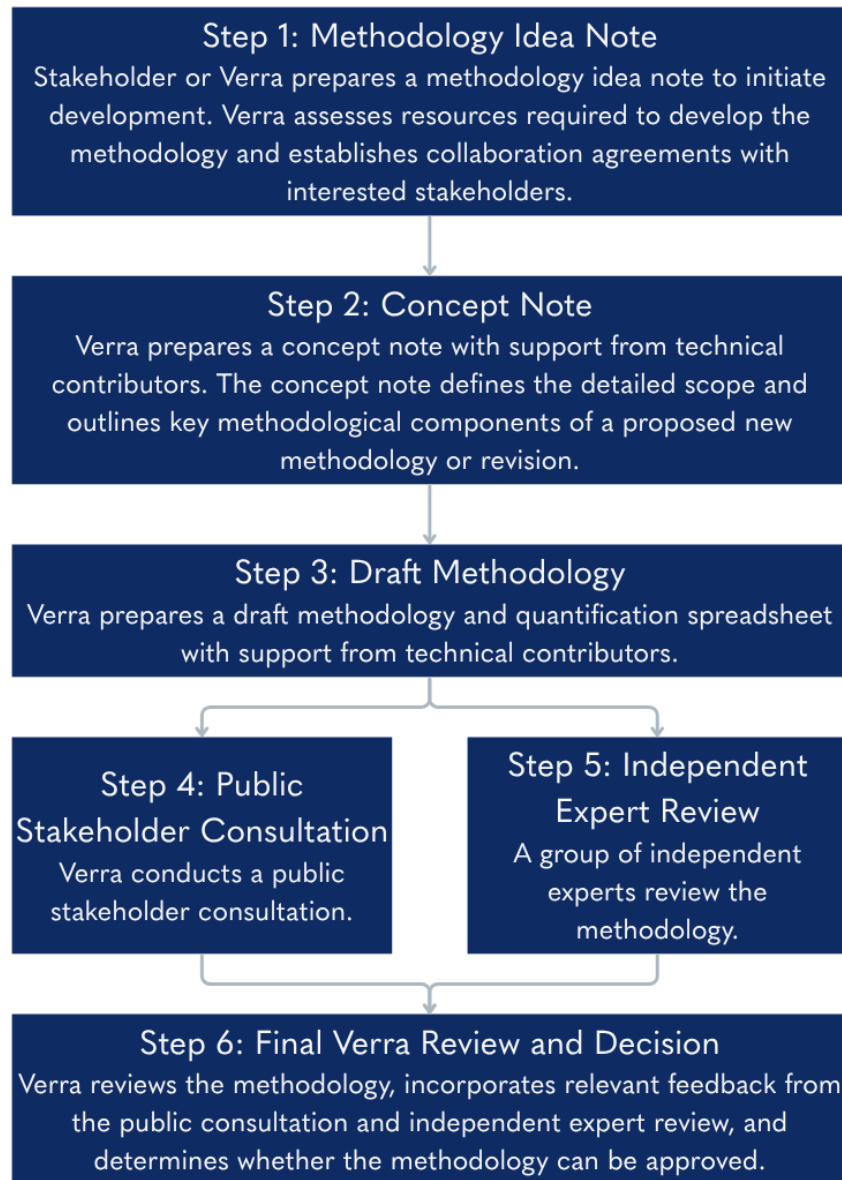 Step 1: Methodology Idea Note
Stakeholder or Verra prepares a methodology idea note to initiate
development. Verra assesses resources required to develop the
methodology and establishes collaboration agreements with
interested stakeholders.
Step 2: Concept Note
Verra prepares a concept note with support from technical
contributors. The concept note defines the detailed scope and
outlines key methodological components of a proposed new
methodology or revision.
Step 3: Draft Methodology
Verra prepares a draft methodology and quantification spreadsheet
with support from technical contributors.
Step 4: Public
Stakeholder Consultation
Verra conducts a public
stakeholder consultation.
Step 5: Independent
Expert Review
A group of independent
experts review the
methodology.
Step 6: Final Verra Review and Decision
Verra reviews the methodology, incorporates relevant feedback from
the public consultation and independent expert review, and
determines whether the methodology can be approved.